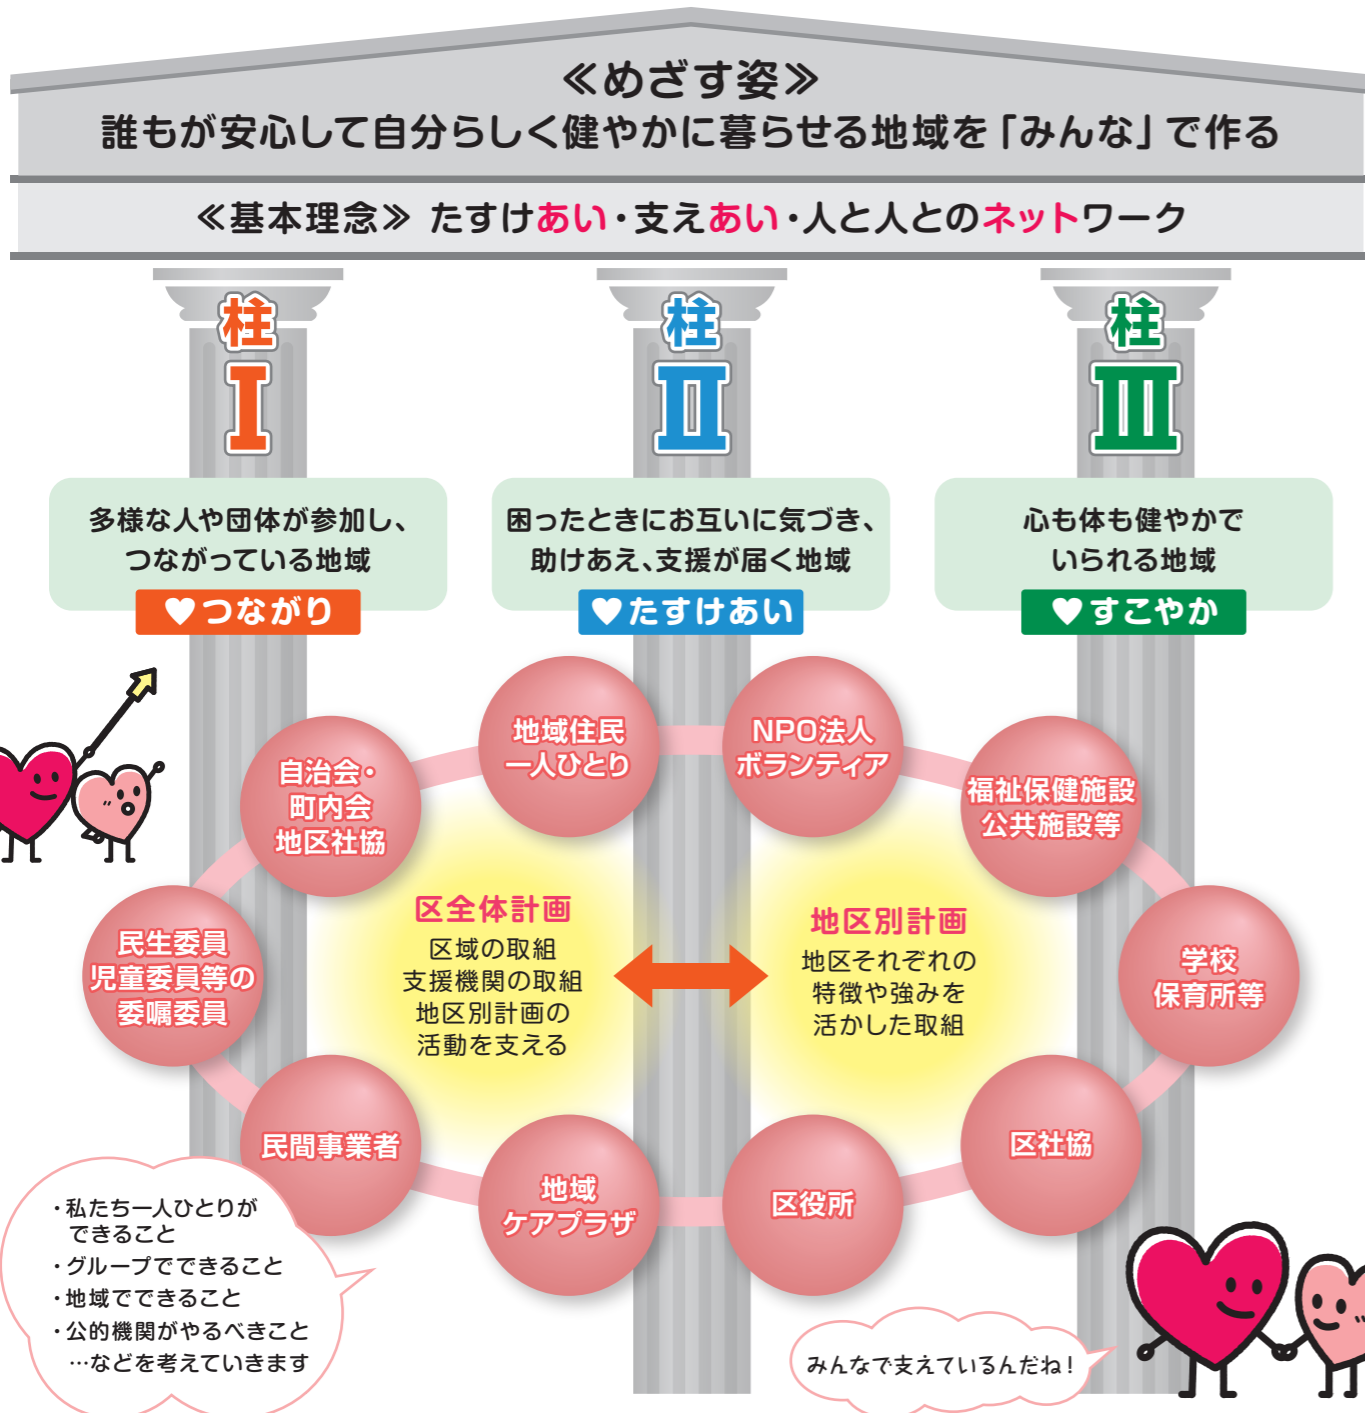 ≪めざす姿≫
誰もが安心して自分らしく健やかに暮らせる地域を「みんな」で作る
≪基本理念≫ たすけあい・支えあい・人と人とのネットワーク
柱
I
多様な人や団体が参加し、
つながっている地域
♥つながり
柱
II
困ったときにお互いに気づき、
助けあえ、支援が届く地域
♥たすけあい
柱
III
心も体も健やかで
いられる地域
♥すこやか
地域住民
一人ひとり
NPO法人
ボランティア
自治会・
町内会
地区社協
福祉保健施設
公共施設等
民生委員
児童委員等の
委嘱委員
学校
保育所等
区全体計画
区域の取組
支援機関の取組
地区別計画の
活動を支える
地区別計画
地区それぞれの
特徴や強みを
活かした取組
民間事業者
地域
ケアプラザ
区役所
区社協
・私たち一人ひとりが
できること
・グループでできること
・地域でできること
・公的機関がやるべきこと
…などを考えていきます
みんなで支えているんだね！